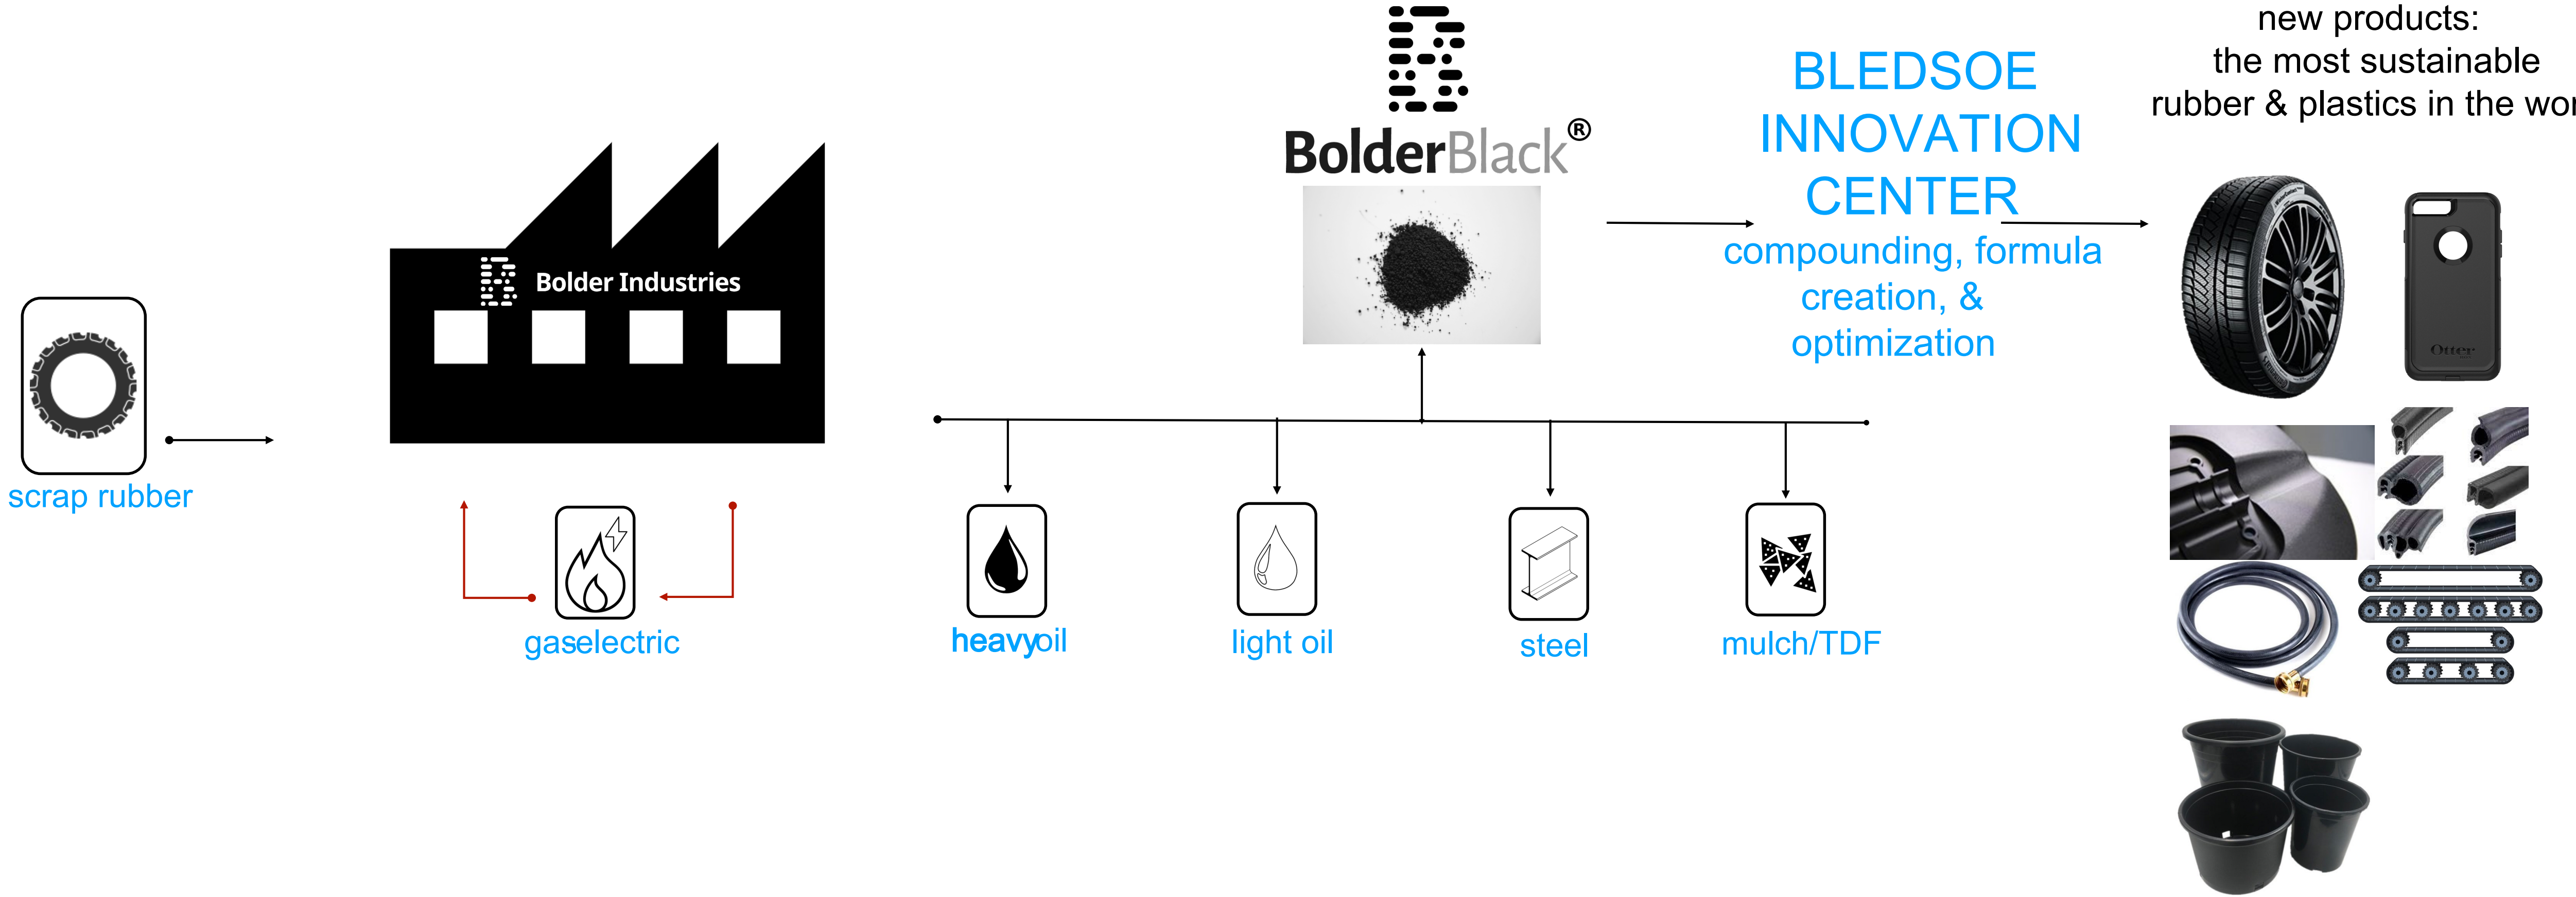 scrap rubber
Bolder Industries
gaselectric
BolderBlack®
heavyoil
light oil
steel
mulch/TDF
BLEDSOE
INNOVATION
CENTER
compounding, formula
creation, &
optimization
new products:
the most sustainable
rubber & plastics in the wor
Otter